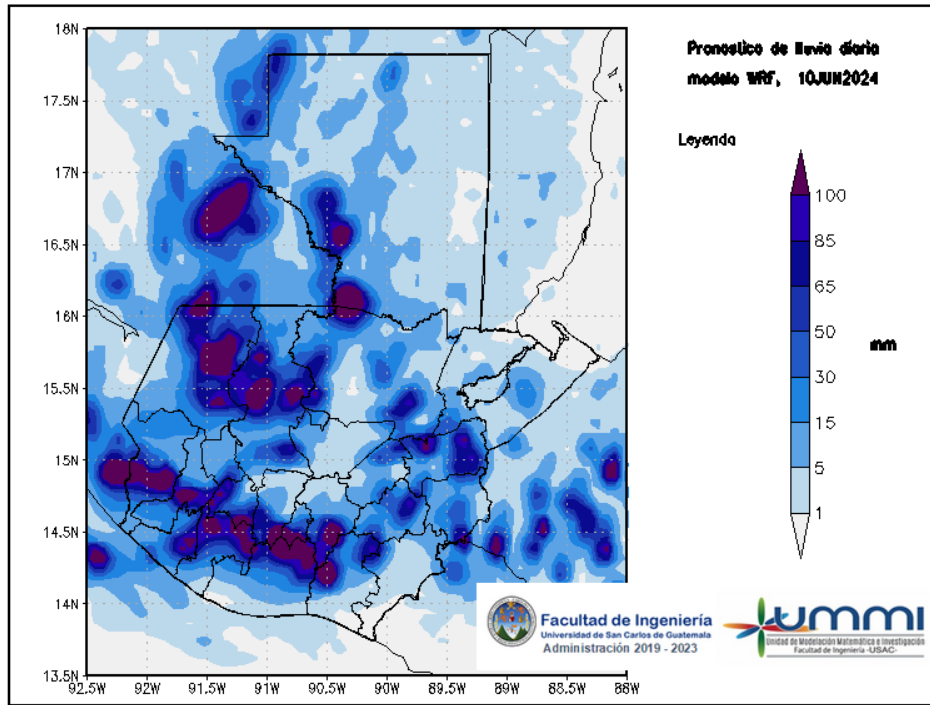 Pronostico de lluvia diaria
modelo WRF, 10JUN2024
Leyenda
100
85
65
50
30
15
5
1
mm
18N
17.5N
17N
16.5N
16N
15.5N
15N
14.5N
14N
13.5N
92.5W
92W
91.5W
91W
90.5W
90W
89.5W
89W
88.5W
88W
Facultad de Ingeniería
Universidad de San Carlos de Guatemala
Administración 2019 - 2023
UMMI
Unidad de Modelación Matemática e Investigación
Facultad de Ingeniería -USAC-